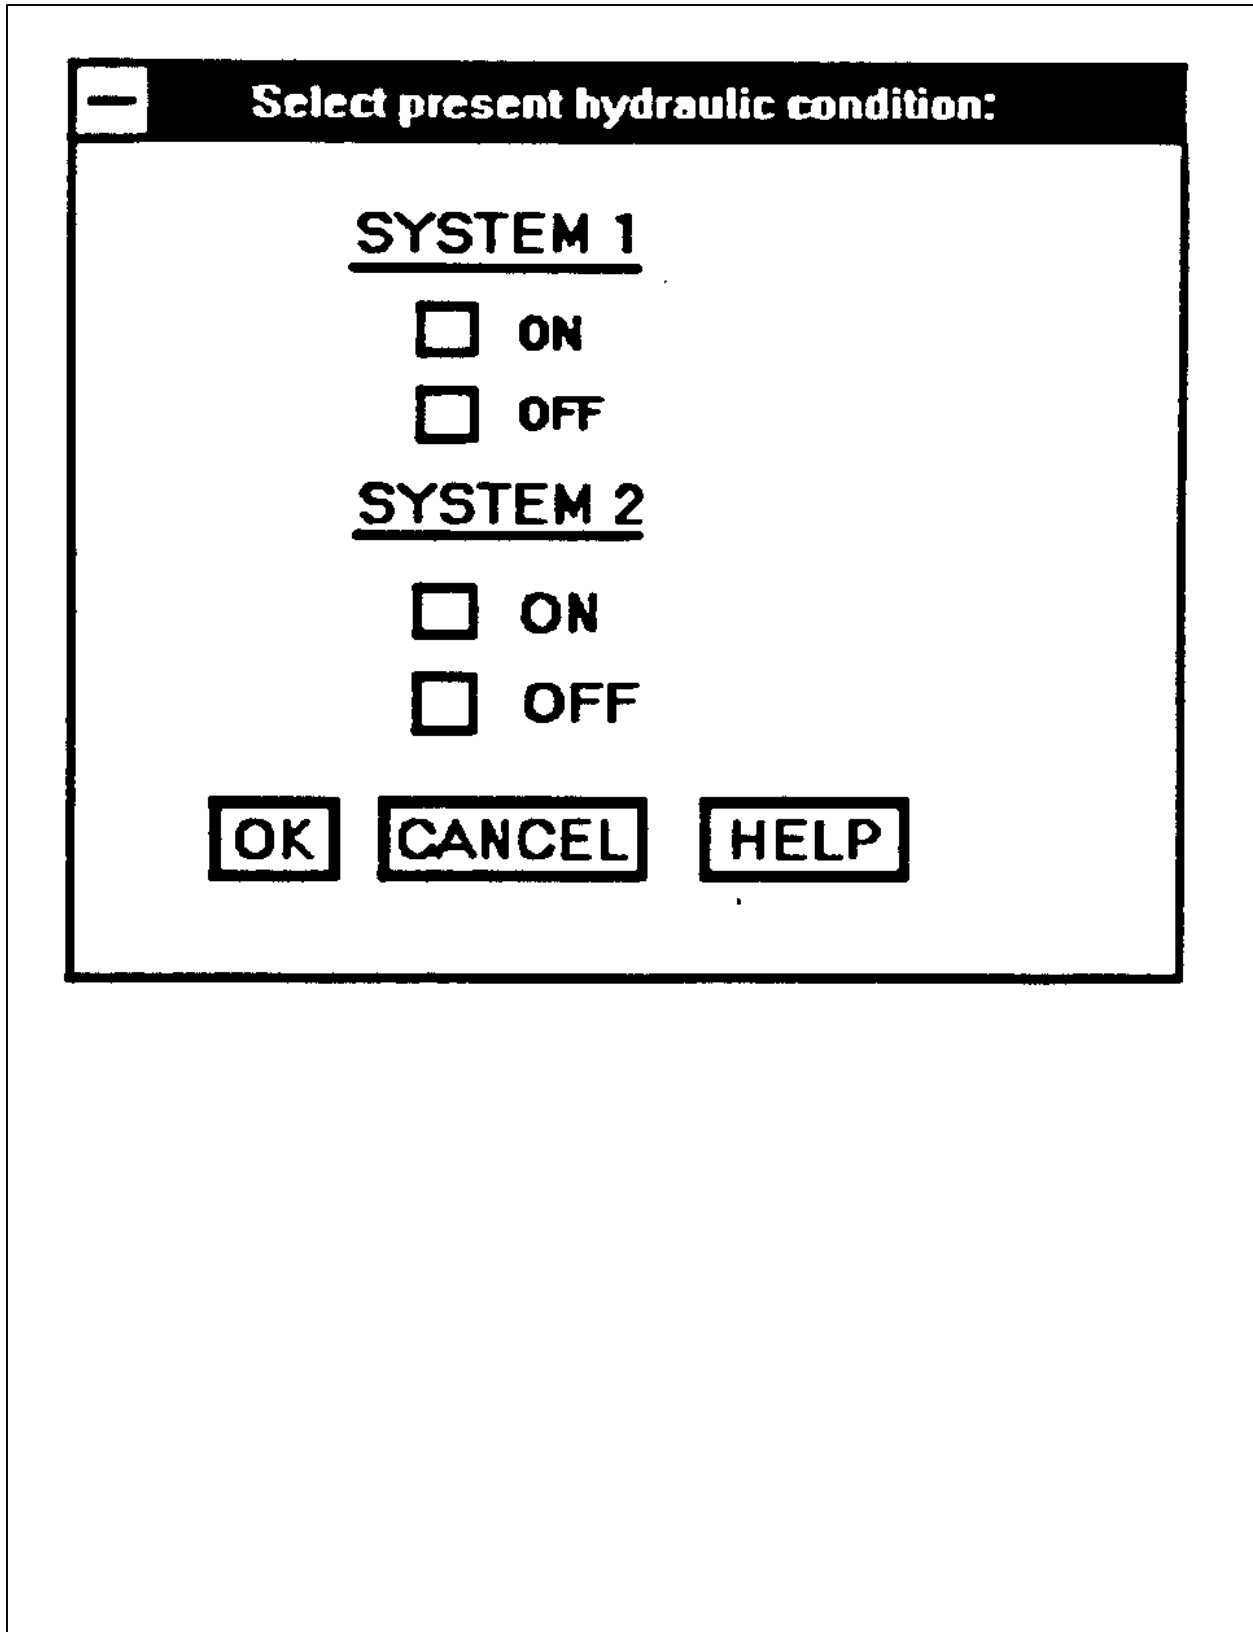 Select present hydraulic condition:
SYSTEM 1
ON
OFF
SYSTEM 2
ON
OFF
OK CANCEL HELP